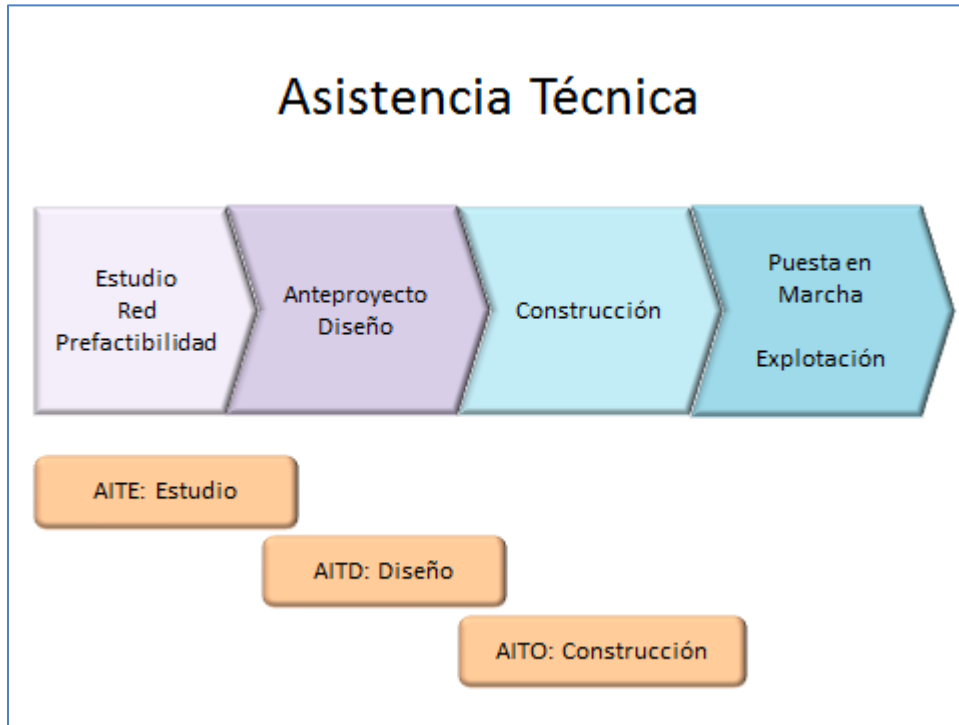 Asistencia Técnica
Estudio
Red
Prefactibilidad
Anteproyecto
Diseño
Construcción
Puesta en
Marcha
Explotación
AITE: Estudio
AITD: Diseño
AITO: Construcción